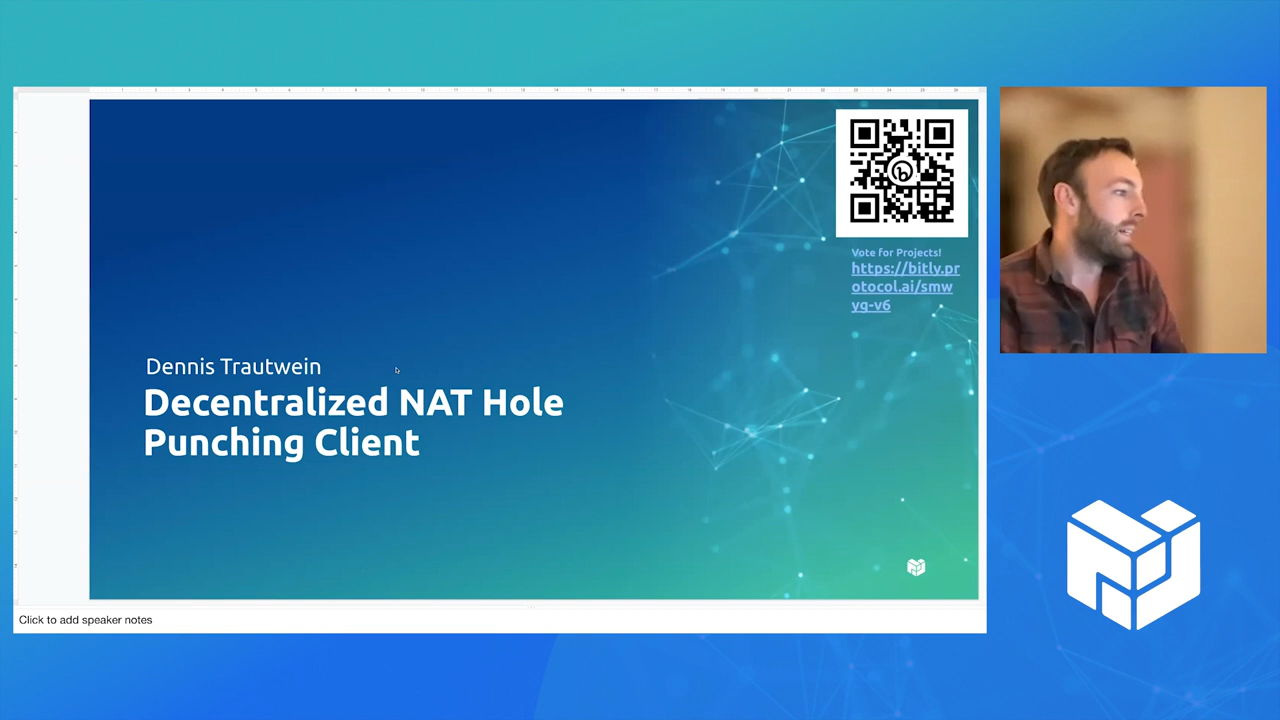 Vote for Projects!
https://bitly.pr
otocol.ai/smw
yg-v6
Dennis Trautwein
Decentralized NAT Hole
Punching Client
Click to add speaker notes